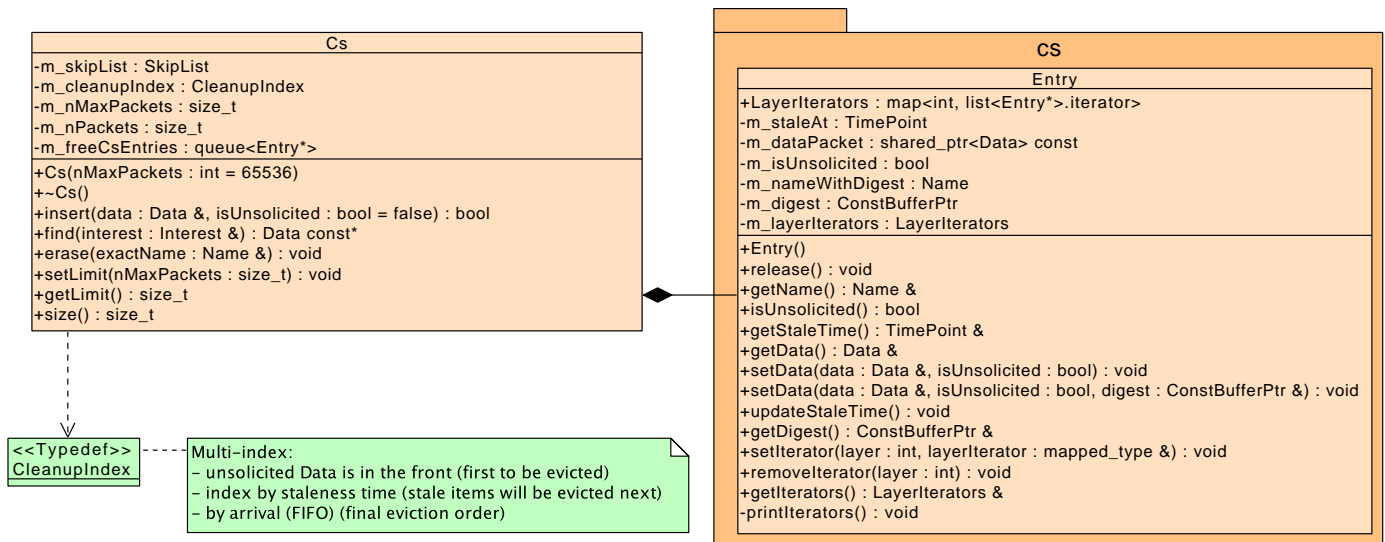 Cs
-m_skipList : SkipList
-m_cleanupIndex : CleanupIndex
-m_nMaxPackets : size_t
-m_nPackets : size_t
-m_freeCsEntries : queue<Entry*>
+Cs(nMaxPackets : int = 65536)
+~Cs()
+insert(data : Data &, isUnsolicited : bool = false) : bool
+find(interest : Interest &) : Data const*
+erase(exactName : Name &) : void
+setLimit(nMaxPackets : size_t) : void
+getLimit() : size_t
+size() : size_t
<<Typedef>>
CleanupIndex
Multi-index:
- unsolicited Data is in the front (first to be evicted)
- index by staleness time (stale items will be evicted next)
- by arrival (FIFO) (final eviction order)
CS
Entry
+LayerIterators : map<int, list<Entry*>.iterator>
-m_staleAt : TimePoint
-m_dataPacket : shared_ptr<Data> const
-m_isUnsolicited : bool
-m_nameWithDigest : Name
-m_digest : ConstBufferPtr
-m_layerIterators : LayerIterators
+Entry()
+release() : void
+getName() : Name &
+isUnsolicited() : bool
+getStaleTime() : TimePoint &
+getData() : Data &
+setData(data : Data &, isUnsolicited : bool) : void
+setData(data : Data &, isUnsolicited : bool, digest : ConstBufferPtr &) : void
+updateStaleTime() : void
+getDigest() : ConstBufferPtr &
+setIterator(layer : int, layerIterator : mapped_type &) : void
+removeIterator(layer : int) : void
+getIterators() : LayerIterators &
-printIterators() : void